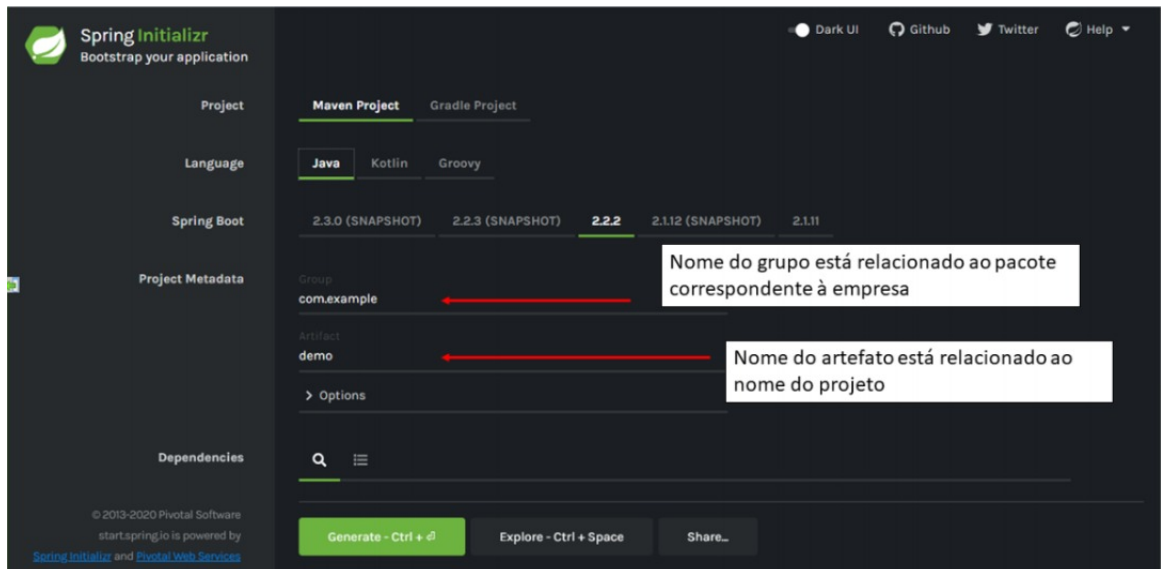 Spring Initializr
Bootstrap your application
Dark UI Github Twitter Help
Project
Maven Project Gradle Project
Language
Java Kotlin Groovy
Spring Boot
2.3.0 (SNAPSHOT) 2.2.3 (SNAPSHOT) 2.2.2 2.1.12 (SNAPSHOT) 2.1.11
Project Metadata
Group
com.example
Nome do grupo está relacionado ao pacote
correspondente à empresa
Artifact
demo
Nome do artefato está relacionado ao
nome do projeto
> Options
Dependencies
© 2013-2020 Pivotal Software
start.spring.io is powered by
Spring Initializr and Pivotal Web Services
Generate - Ctrl + ⏎ Explore - Ctrl + Space Share...